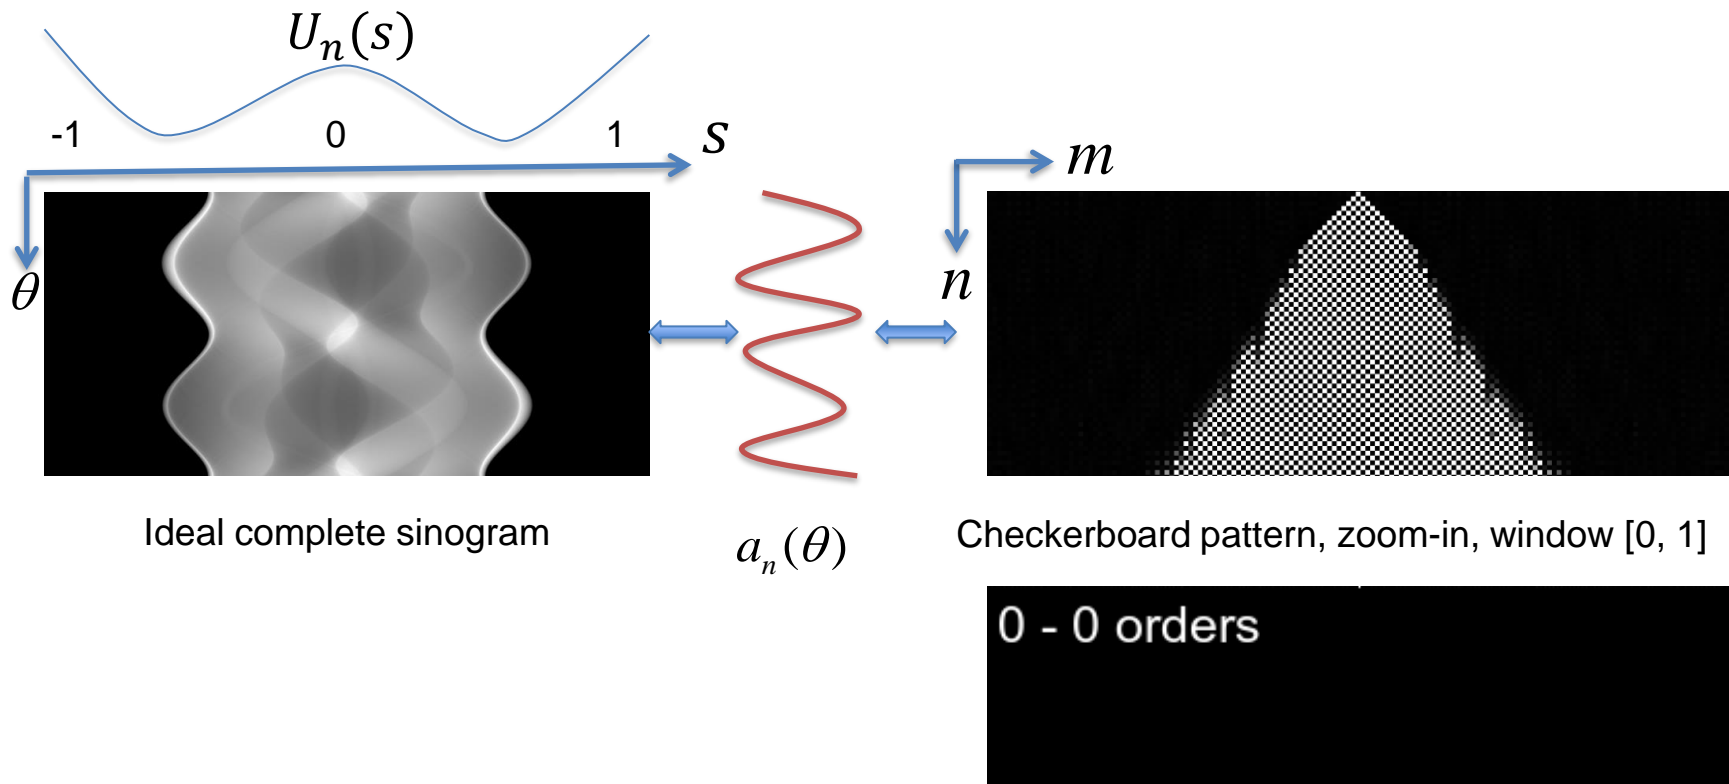 Uₙ(s)
-1 0 1 s
m
θ
n
Ideal complete sinogram
aₙ(θ)
Checkerboard pattern, zoom-in, window [0, 1]
0 - 0 orders